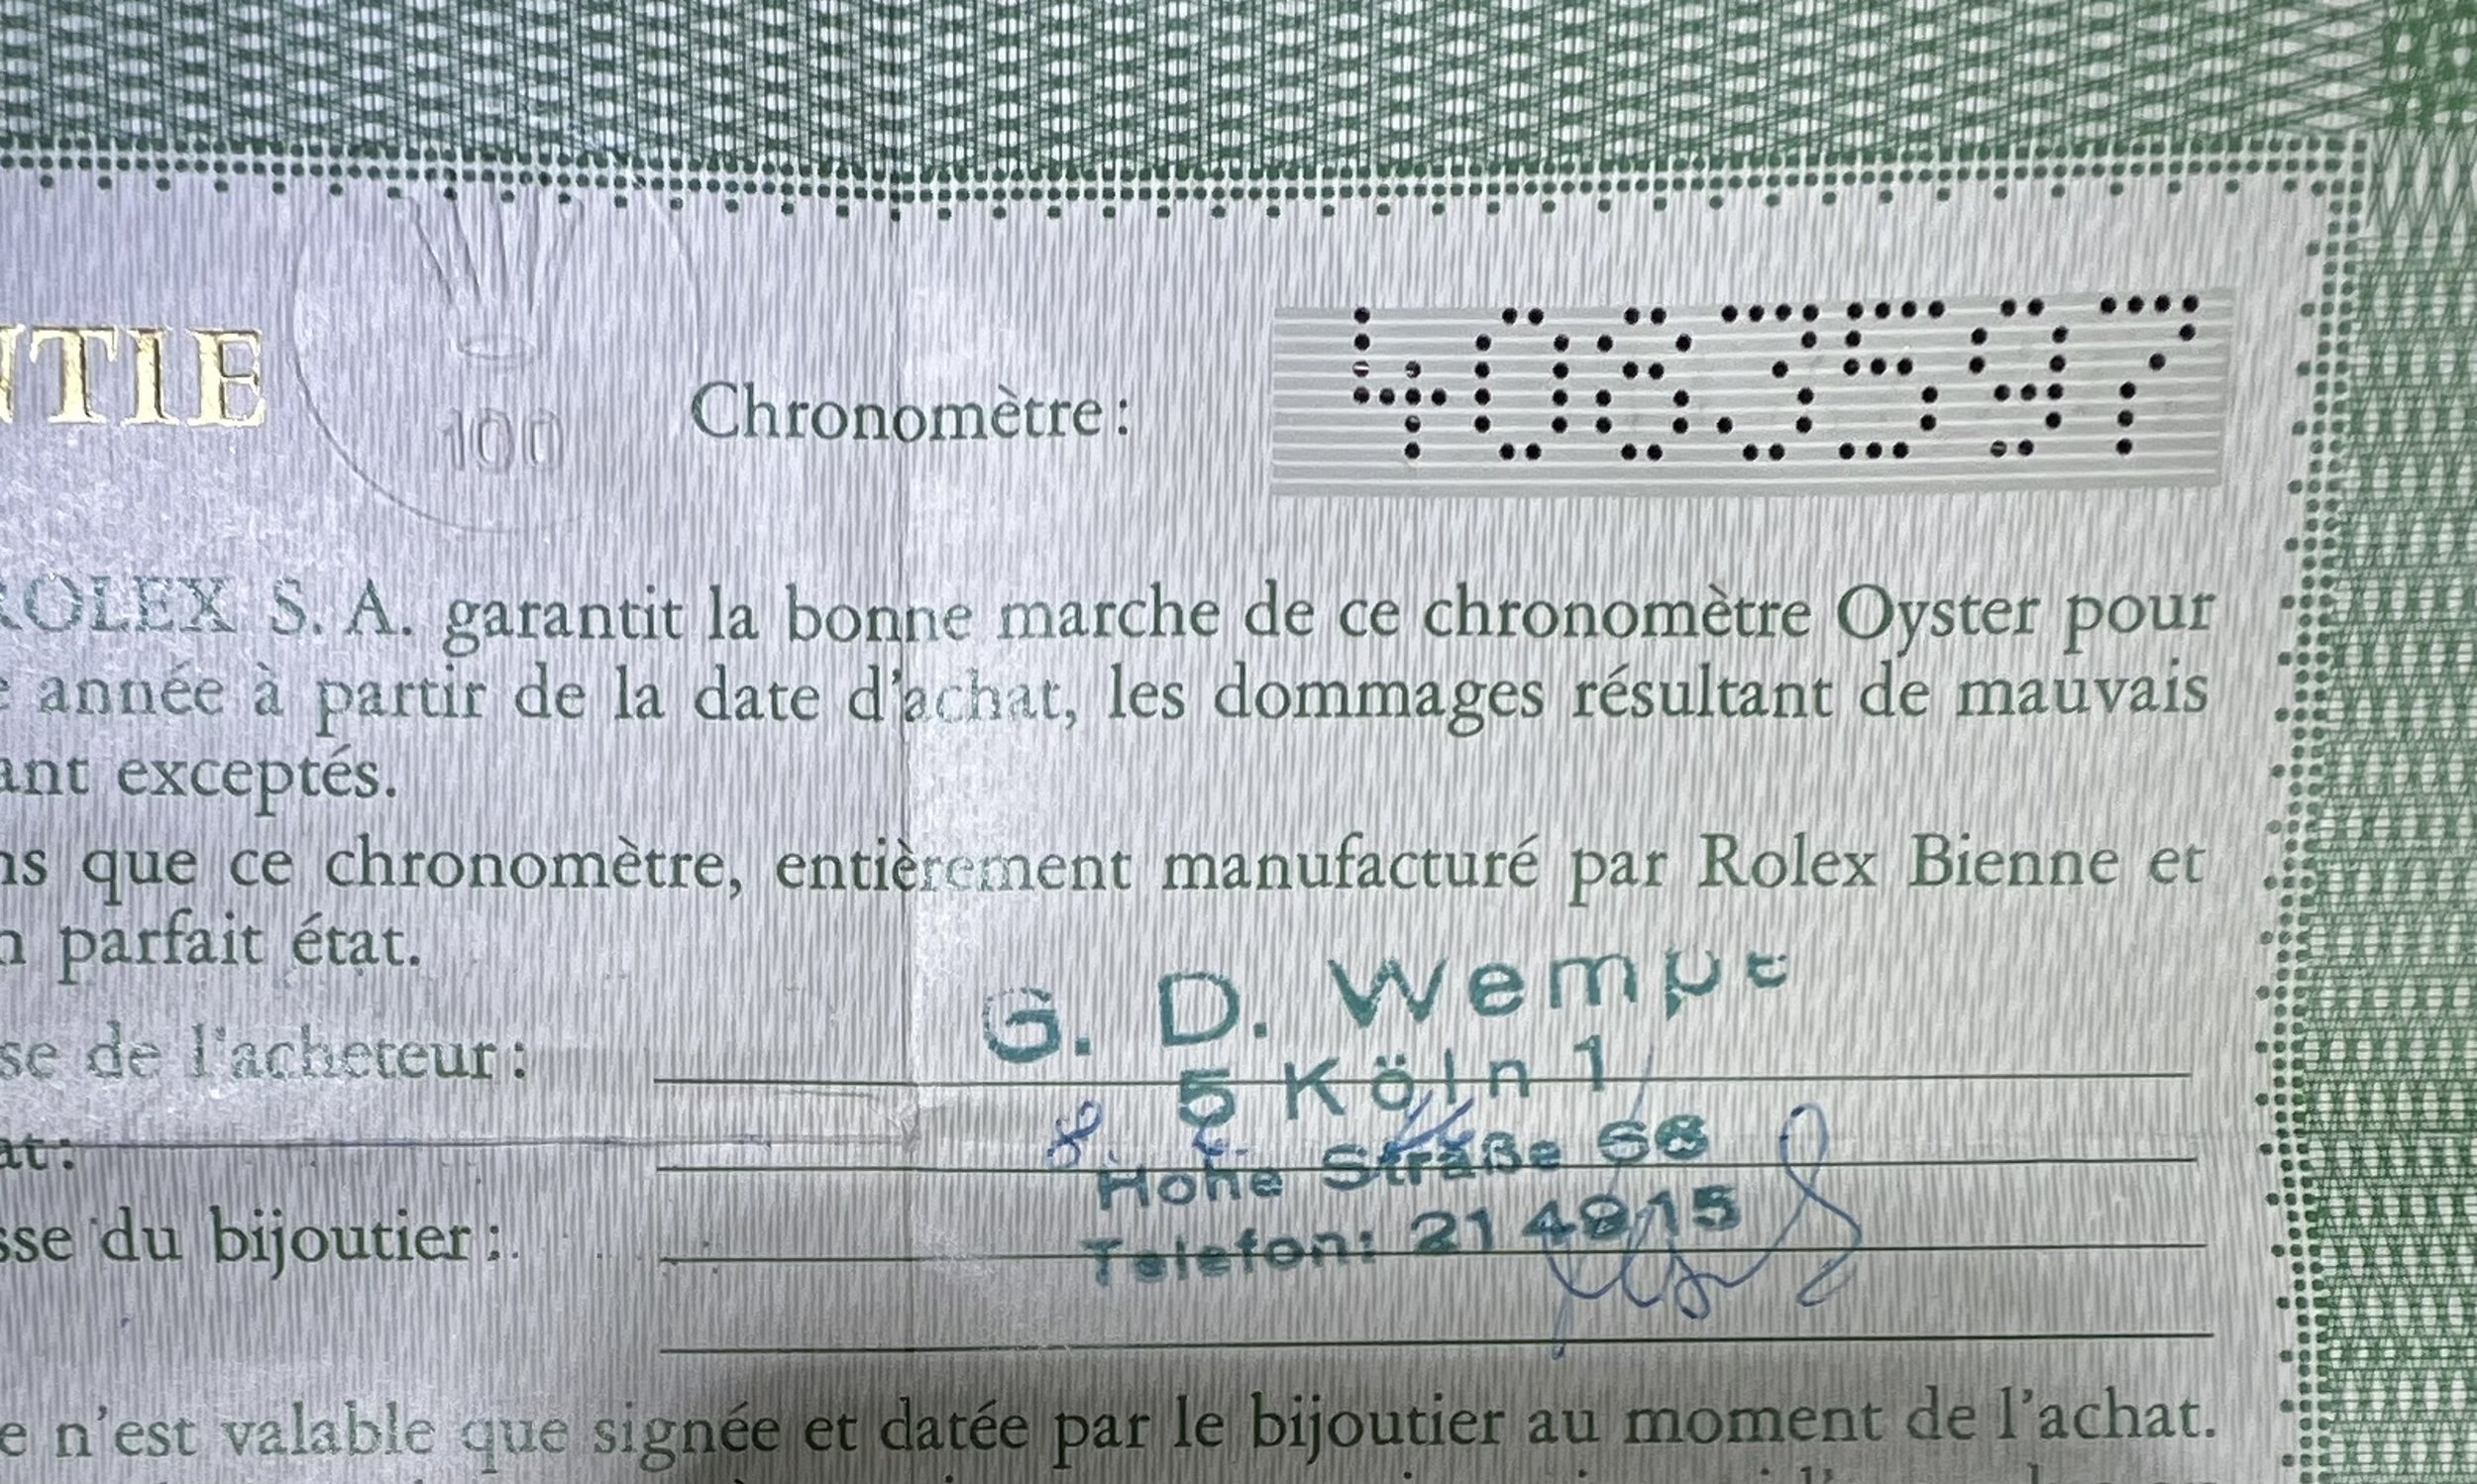 NTIE
100
Chronomètre: 4083597
ROLEX S. A. garantit la bonne marche de ce chronomètre Oyster pour
e année à partir de la date d'achat, les dommages résultant de mauvais
ant exceptés.
ns que ce chronomètre, entièrement manufacturé par Rolex Bienne et
n parfait état.
G. D. Wempe
se de l'acheteur:
5 Köln 1
at:
Hohe Straße
sse du bijoutier:
Telefon: 21
e n'est valable que signée et datée par le bijoutier au moment de l'achat.